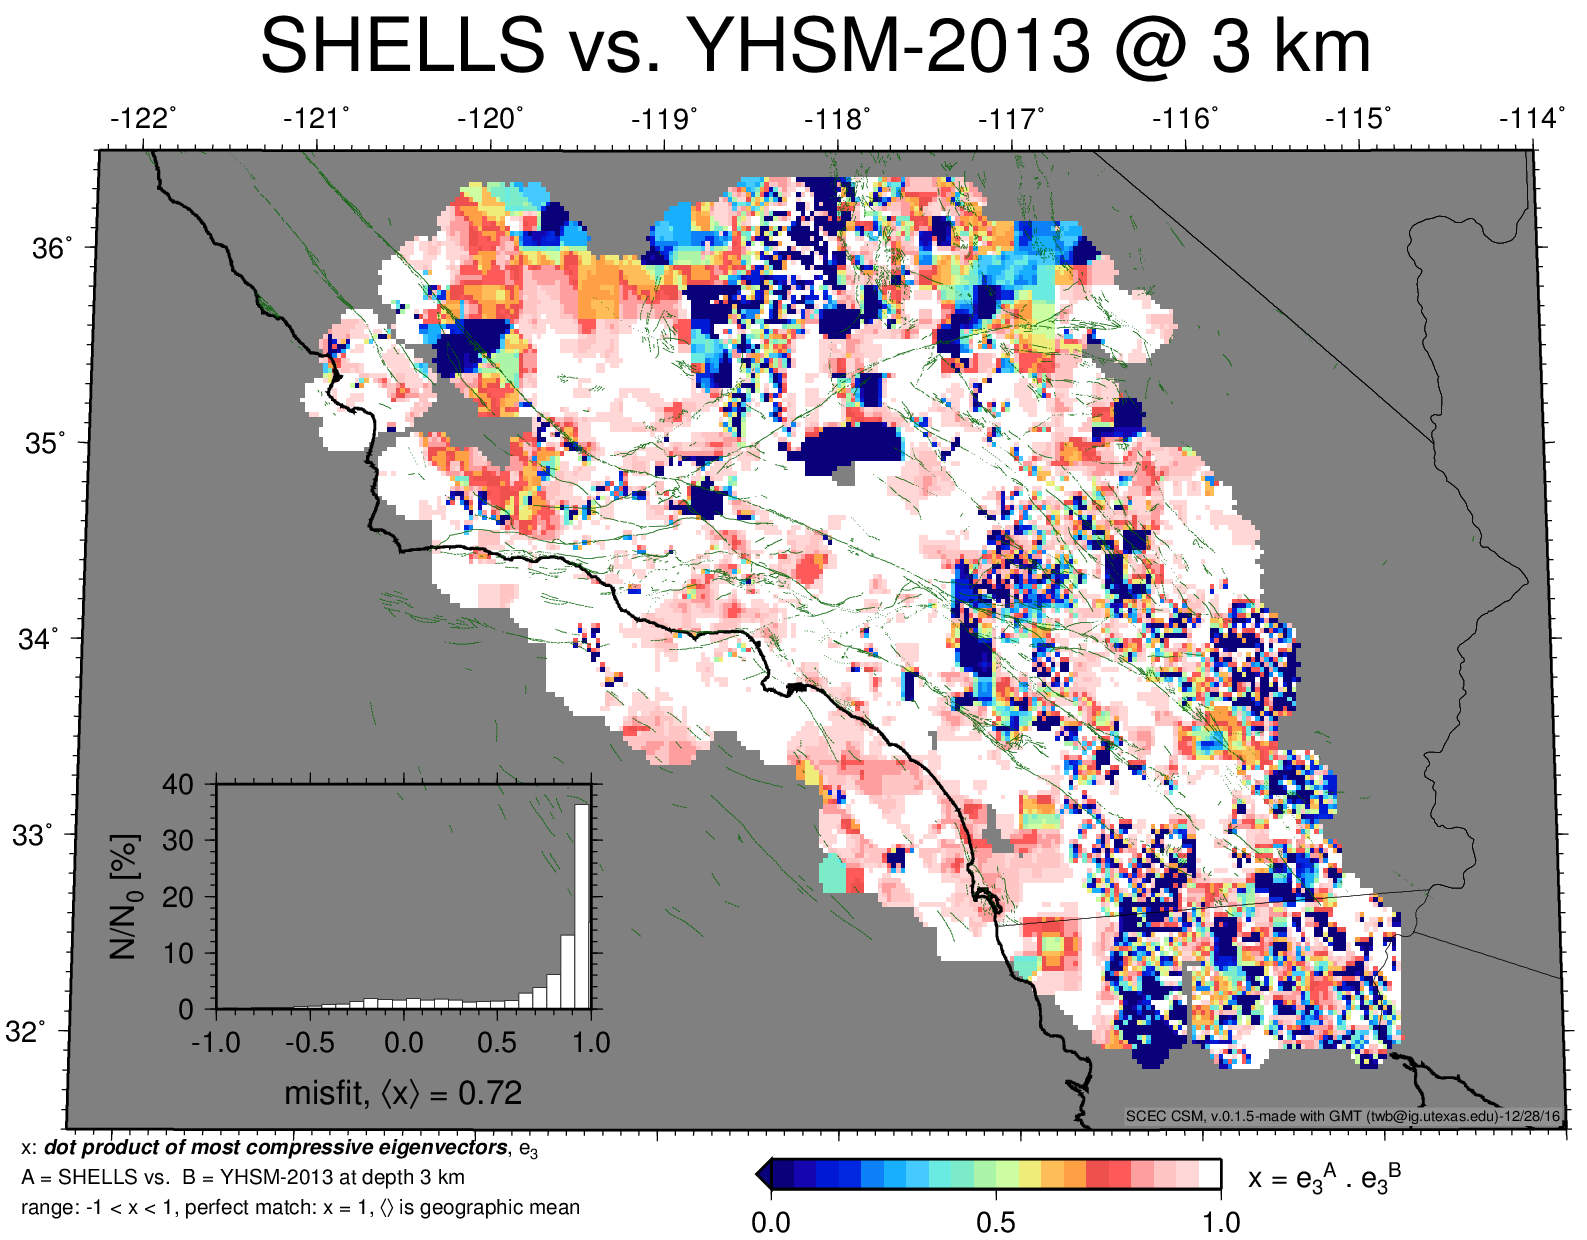 SHELLS vs. YHSM-2013 @ 3 km
-122˚ -121˚ -120˚ -119˚ -118˚ -117˚ -116˚ -115˚ -114˚
36˚
35˚
34˚
33˚
32˚
40
30
20
10
0
N/N0 [%]
-1.0 -0.5 0.0 0.5 1.0
misfit, ⟨x⟩ = 0.72
SCEC CSM, v.0.1.5-made with GMT (twb@ig.utexas.edu)-12/28/16
x: dot product of most compressive eigenvectors, e3
A = SHELLS vs. B = YHSM-2013 at depth 3 km
range: -1 < x < 1, perfect match: x = 1, ⟨⟩ is geographic mean
x = e3A . e3B
0.0 0.5 1.0